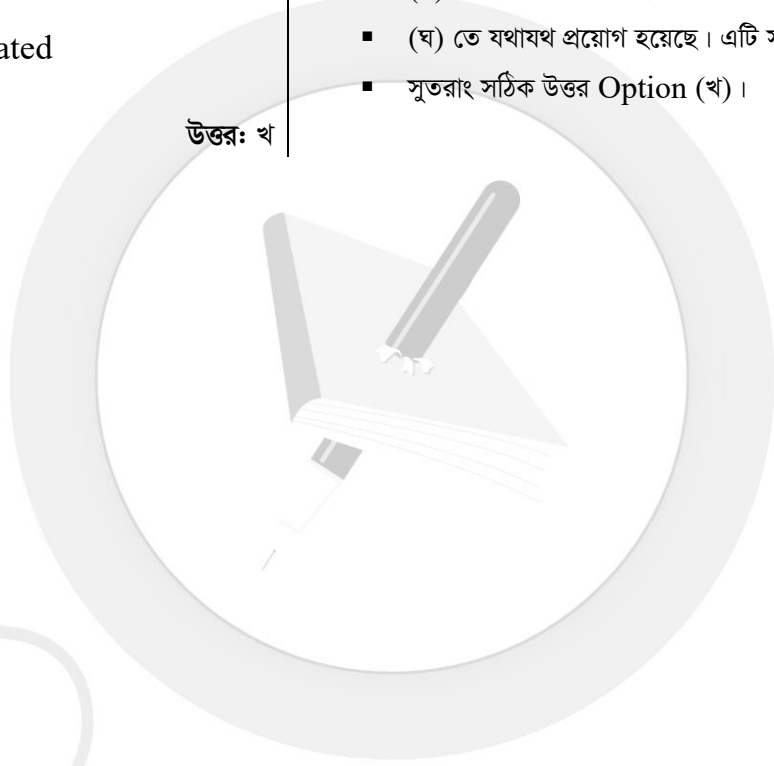 ated
উত্তর: খ
(ঘ) তে যথাযথ প্রয়োগ হয়েছে। এটি
সুতরাং সঠিক উত্তর Option (খ)।